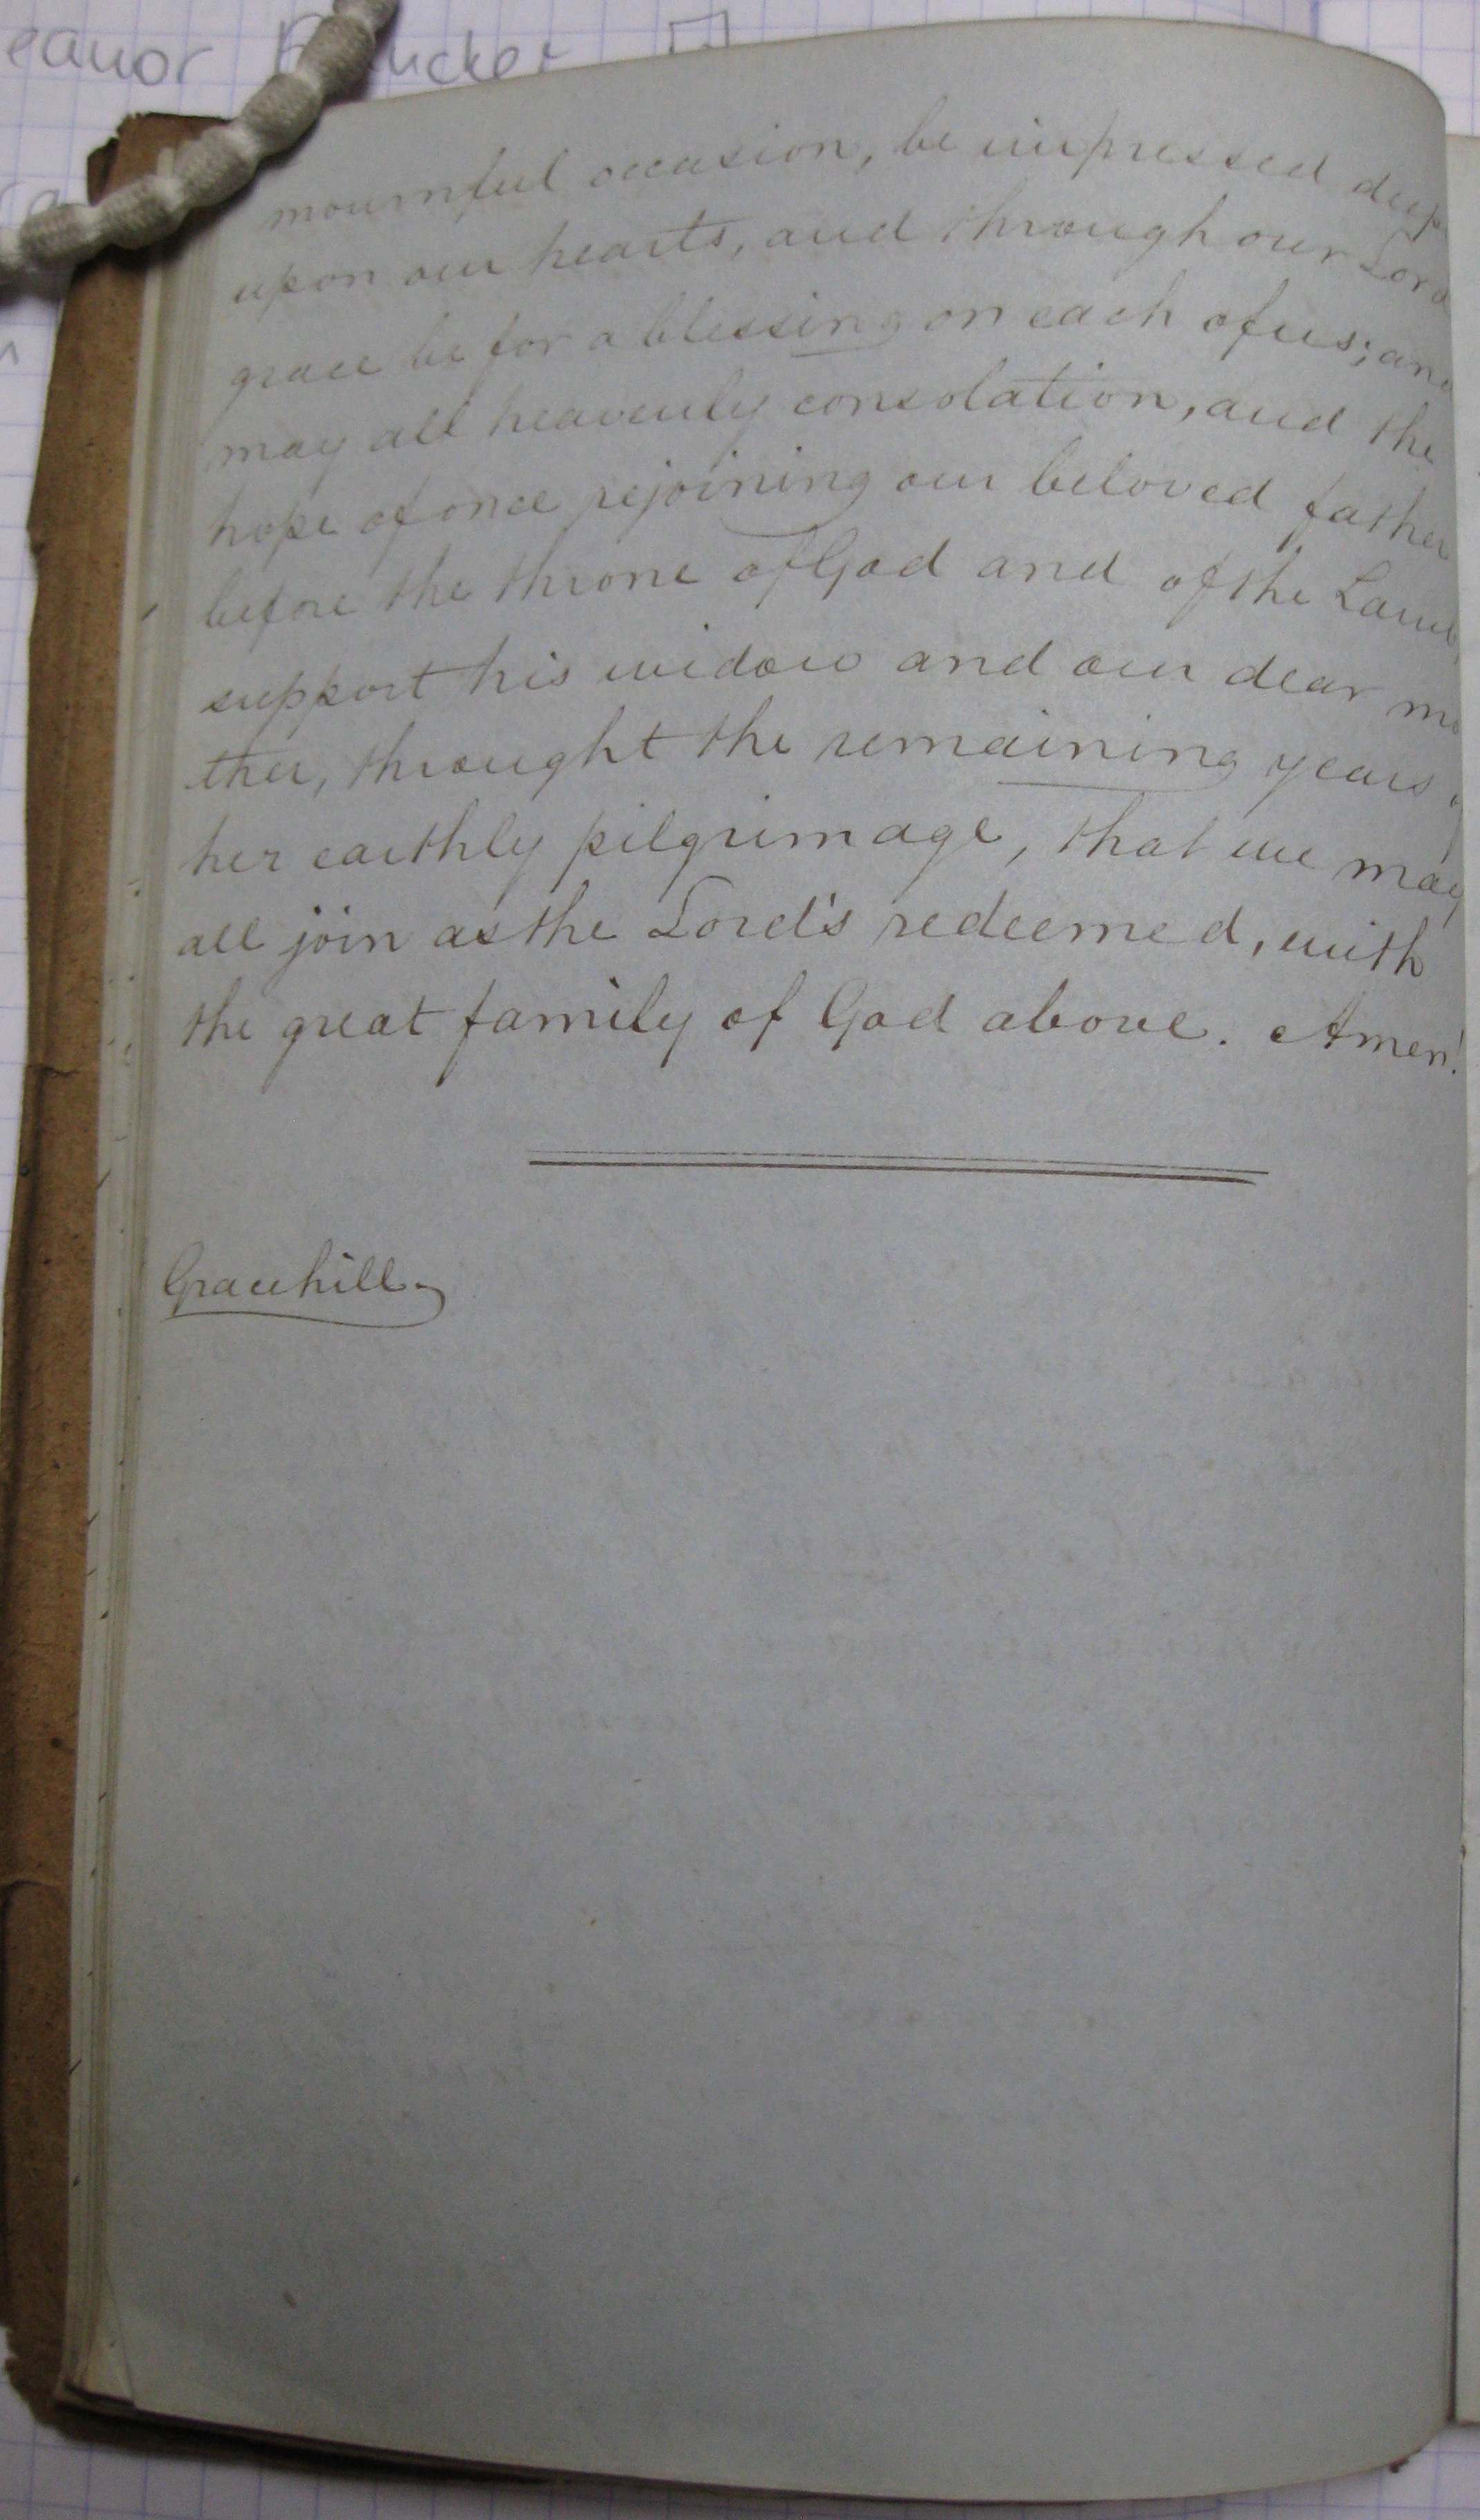 eanor
mournful occasion, be impressed deep
upon our hearts, and through our Lord
grace be for a blessing on each of us; and
may all heavenly consolation, and the
hope of once rejoining our beloved father
before the throne of God and of the Lamb,
support his widow and our dear mo
ther, throught the remaining years of
her earthly pilgrimage, that we may
all join as the Lord's redeemed, with
the great family of God above. Amen!
Gracehill